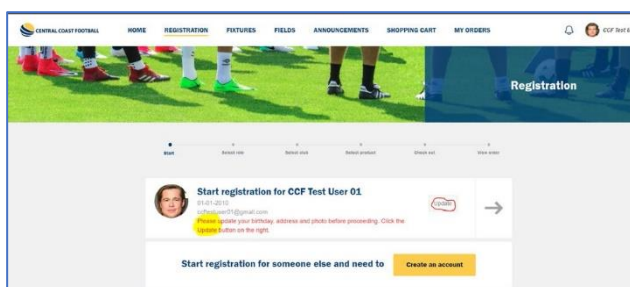 CENTRAL COAST FOOTBALL HOME REGISTRATION FIXTURES FIELDS ANNOUNCEMENTS SHOPPING CART MY ORDERS CCF Test
Registration
Start Select role Select club Select product Check out View order
Start registration for CCF Test User 01
01-01-2010
ccftestuser01@gmail.com
Update
Please update your birthday, address and photo before proceeding. Click the
Update button on the right.
Start registration for someone else and need to Create an account